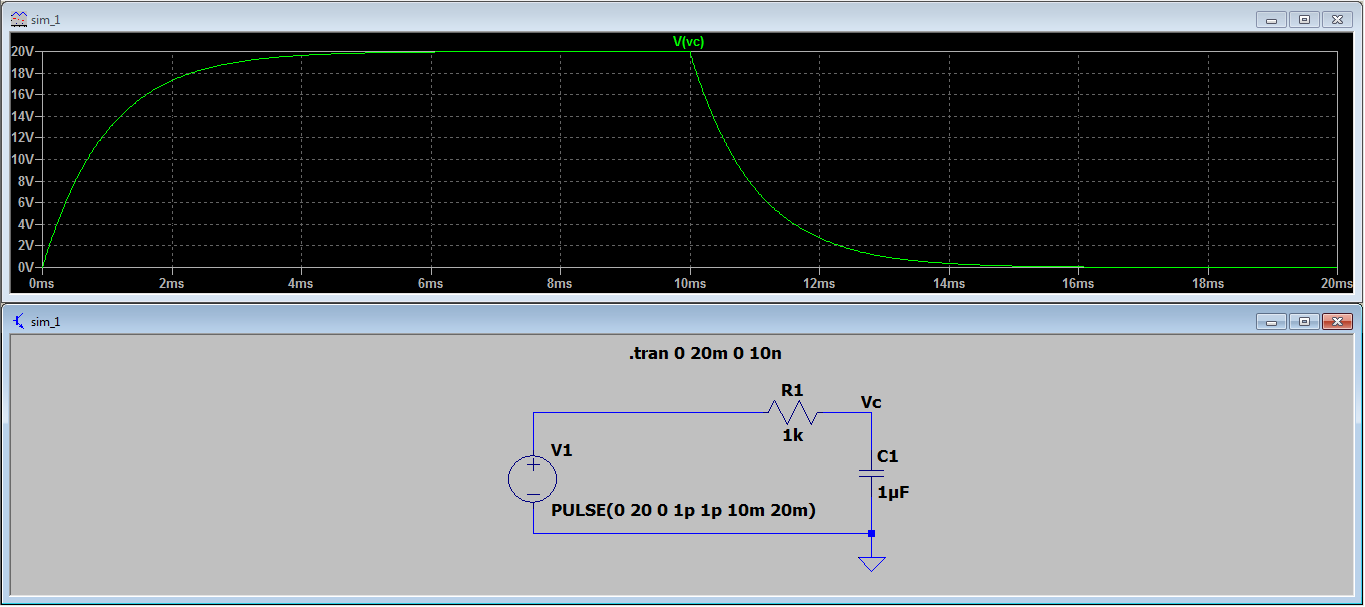 sim_1
V(vc)
20V
18V
16V
14V
12V
10V
8V
6V
4V
2V
0V
0ms 2ms 4ms 6ms 8ms 10ms 12ms 14ms 16ms 18ms 20ms
sim_1
.tran 0 20m 0 10n
R1
Vc
1k
V1
C1
1µF
PULSE(0 20 0 1p 1p 10m 20m)